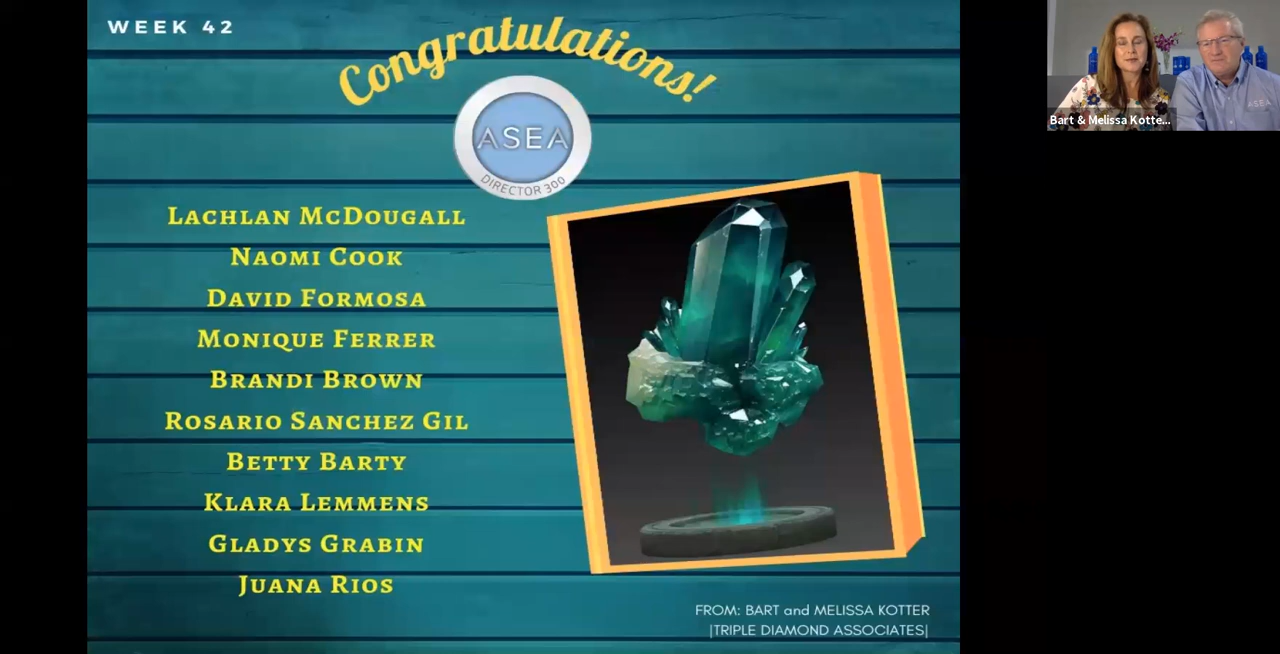 WEEK 42
Congratulations!
ASEA
DIRECTOR 300
LACHLAN MCDOUGALL
NAOMI COOK
DAVID FORMOSA
MONIQUE FERRER
BRANDI BROWN
ROSARIO SANCHEZ GIL
BETTY BARTY
KLARA LEMMENS
GLADYS GRABIN
JUANA RIOS
FROM: BART and MELISSA KOTTER
|TRIPLE DIAMOND ASSOCIATES|
ASEA
Bart & Melissa Kotte...